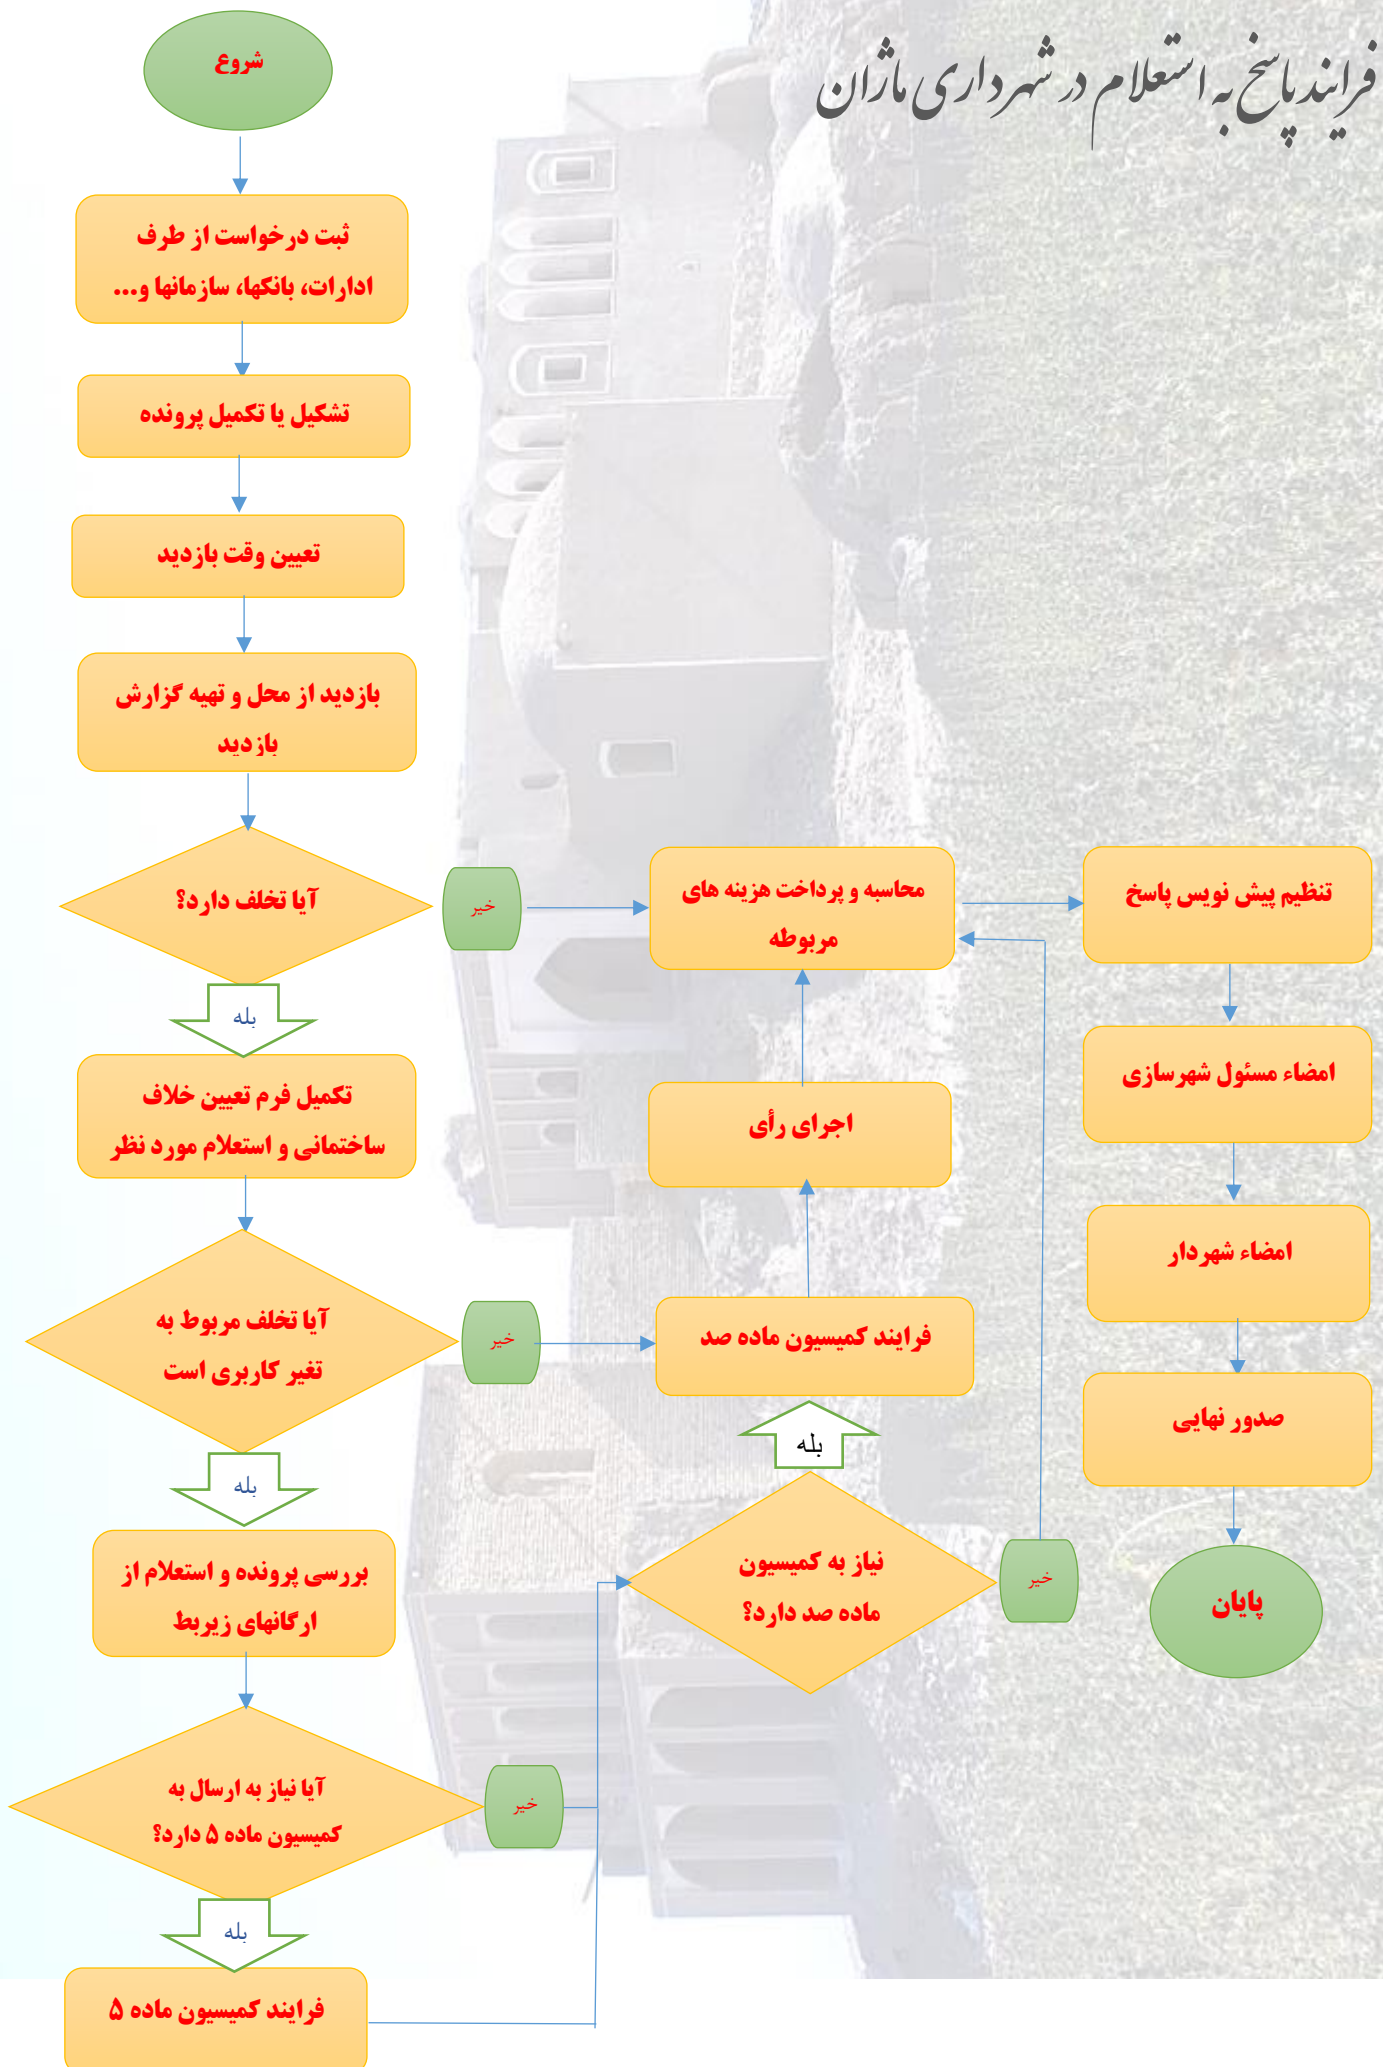 فرایند پاسخ به استعلام در شهرداری ماژان
شروع
ثبت درخواست از طرف
ادارات، بانکها، سازمانها و...
تشکیل یا تکمیل پرونده
تعیین وقت بازدید
بازدید از محل و تهیه گزارش
بازدید
آیا تخلف دارد؟
خیر
محاسبه و پرداخت هزینه های
مربوطه
تنظیم پیش نویس پاسخ
بله
تکمیل فرم تعیین خلاف
ساختمانی و استعلام مورد نظر
اجرای رأی
امضاء مسئول شهرسازی
امضاء شهردار
آیا تخلف مربوط به
تغیر کاربری است
خیر
فرایند کمیسیون ماده صد
صدور نهایی
بله
بله
بررسی پرونده و استعلام از
ارگانهای زیربط
نیاز به کمیسیون
ماده صد دارد؟
خیر
پایان
آیا نیاز به ارسال به
کمیسیون ماده ۵ دارد؟
خیر
بله
فرایند کمیسیون ماده ۵